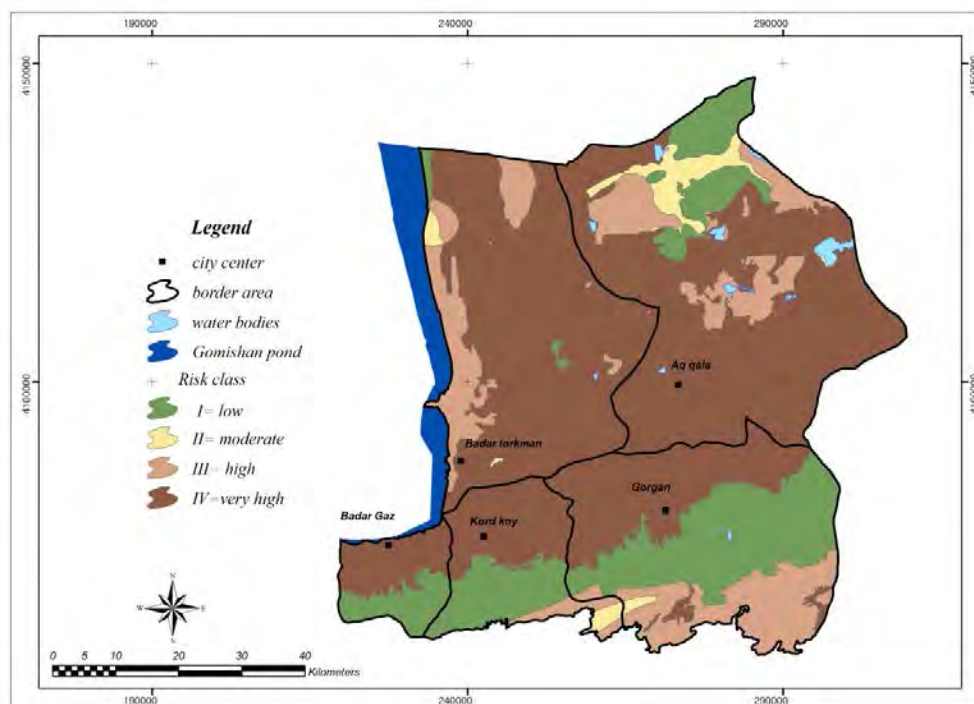 190000 240000 290000
4150000 4150000
Legend
city center
border area
water bodies
Gomishan pond
Risk class
I= low
II= moderate
III= high
IV=very high
4100000 4100000
Aq qala
Badar torkman
Gorgan
Badar Gaz
Kord koy
N
W E
S
0 5 10 20 30 40
Kilometers
190000 240000 290000